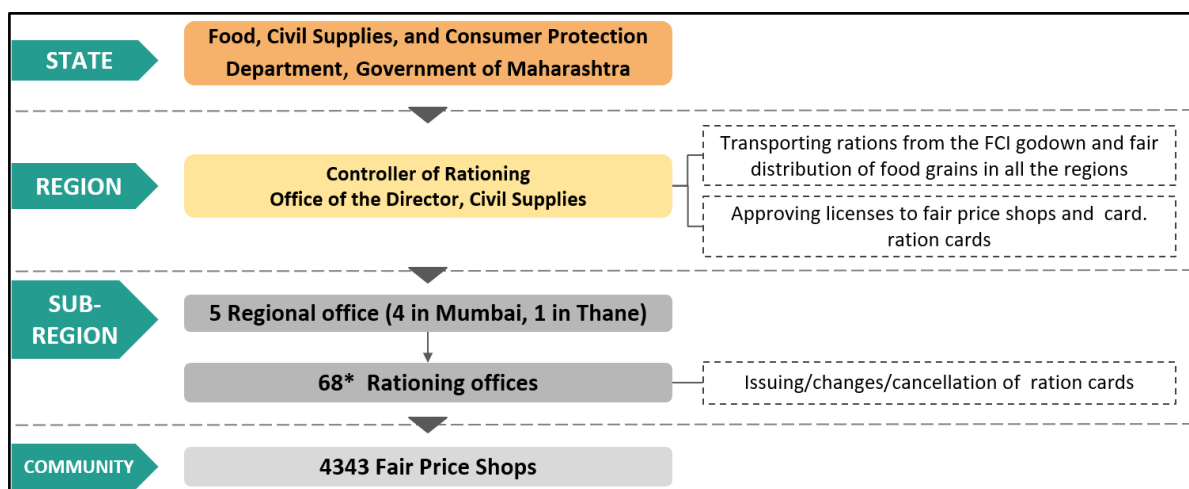 STATE
Food, Civil Supplies, and Consumer Protection
Department, Government of Maharashtra
REGION
Controller of Rationing
Office of the Director, Civil Supplies
Transporting rations from the FCI godown and fair
distribution of food grains in all the regions
Approving licenses to fair price shops and card.
ration cards
SUB-
REGION
5 Regional office (4 in Mumbai, 1 in Thane)
68* Rationing offices
Issuing/changes/cancellation of ration cards
COMMUNITY
4343 Fair Price Shops